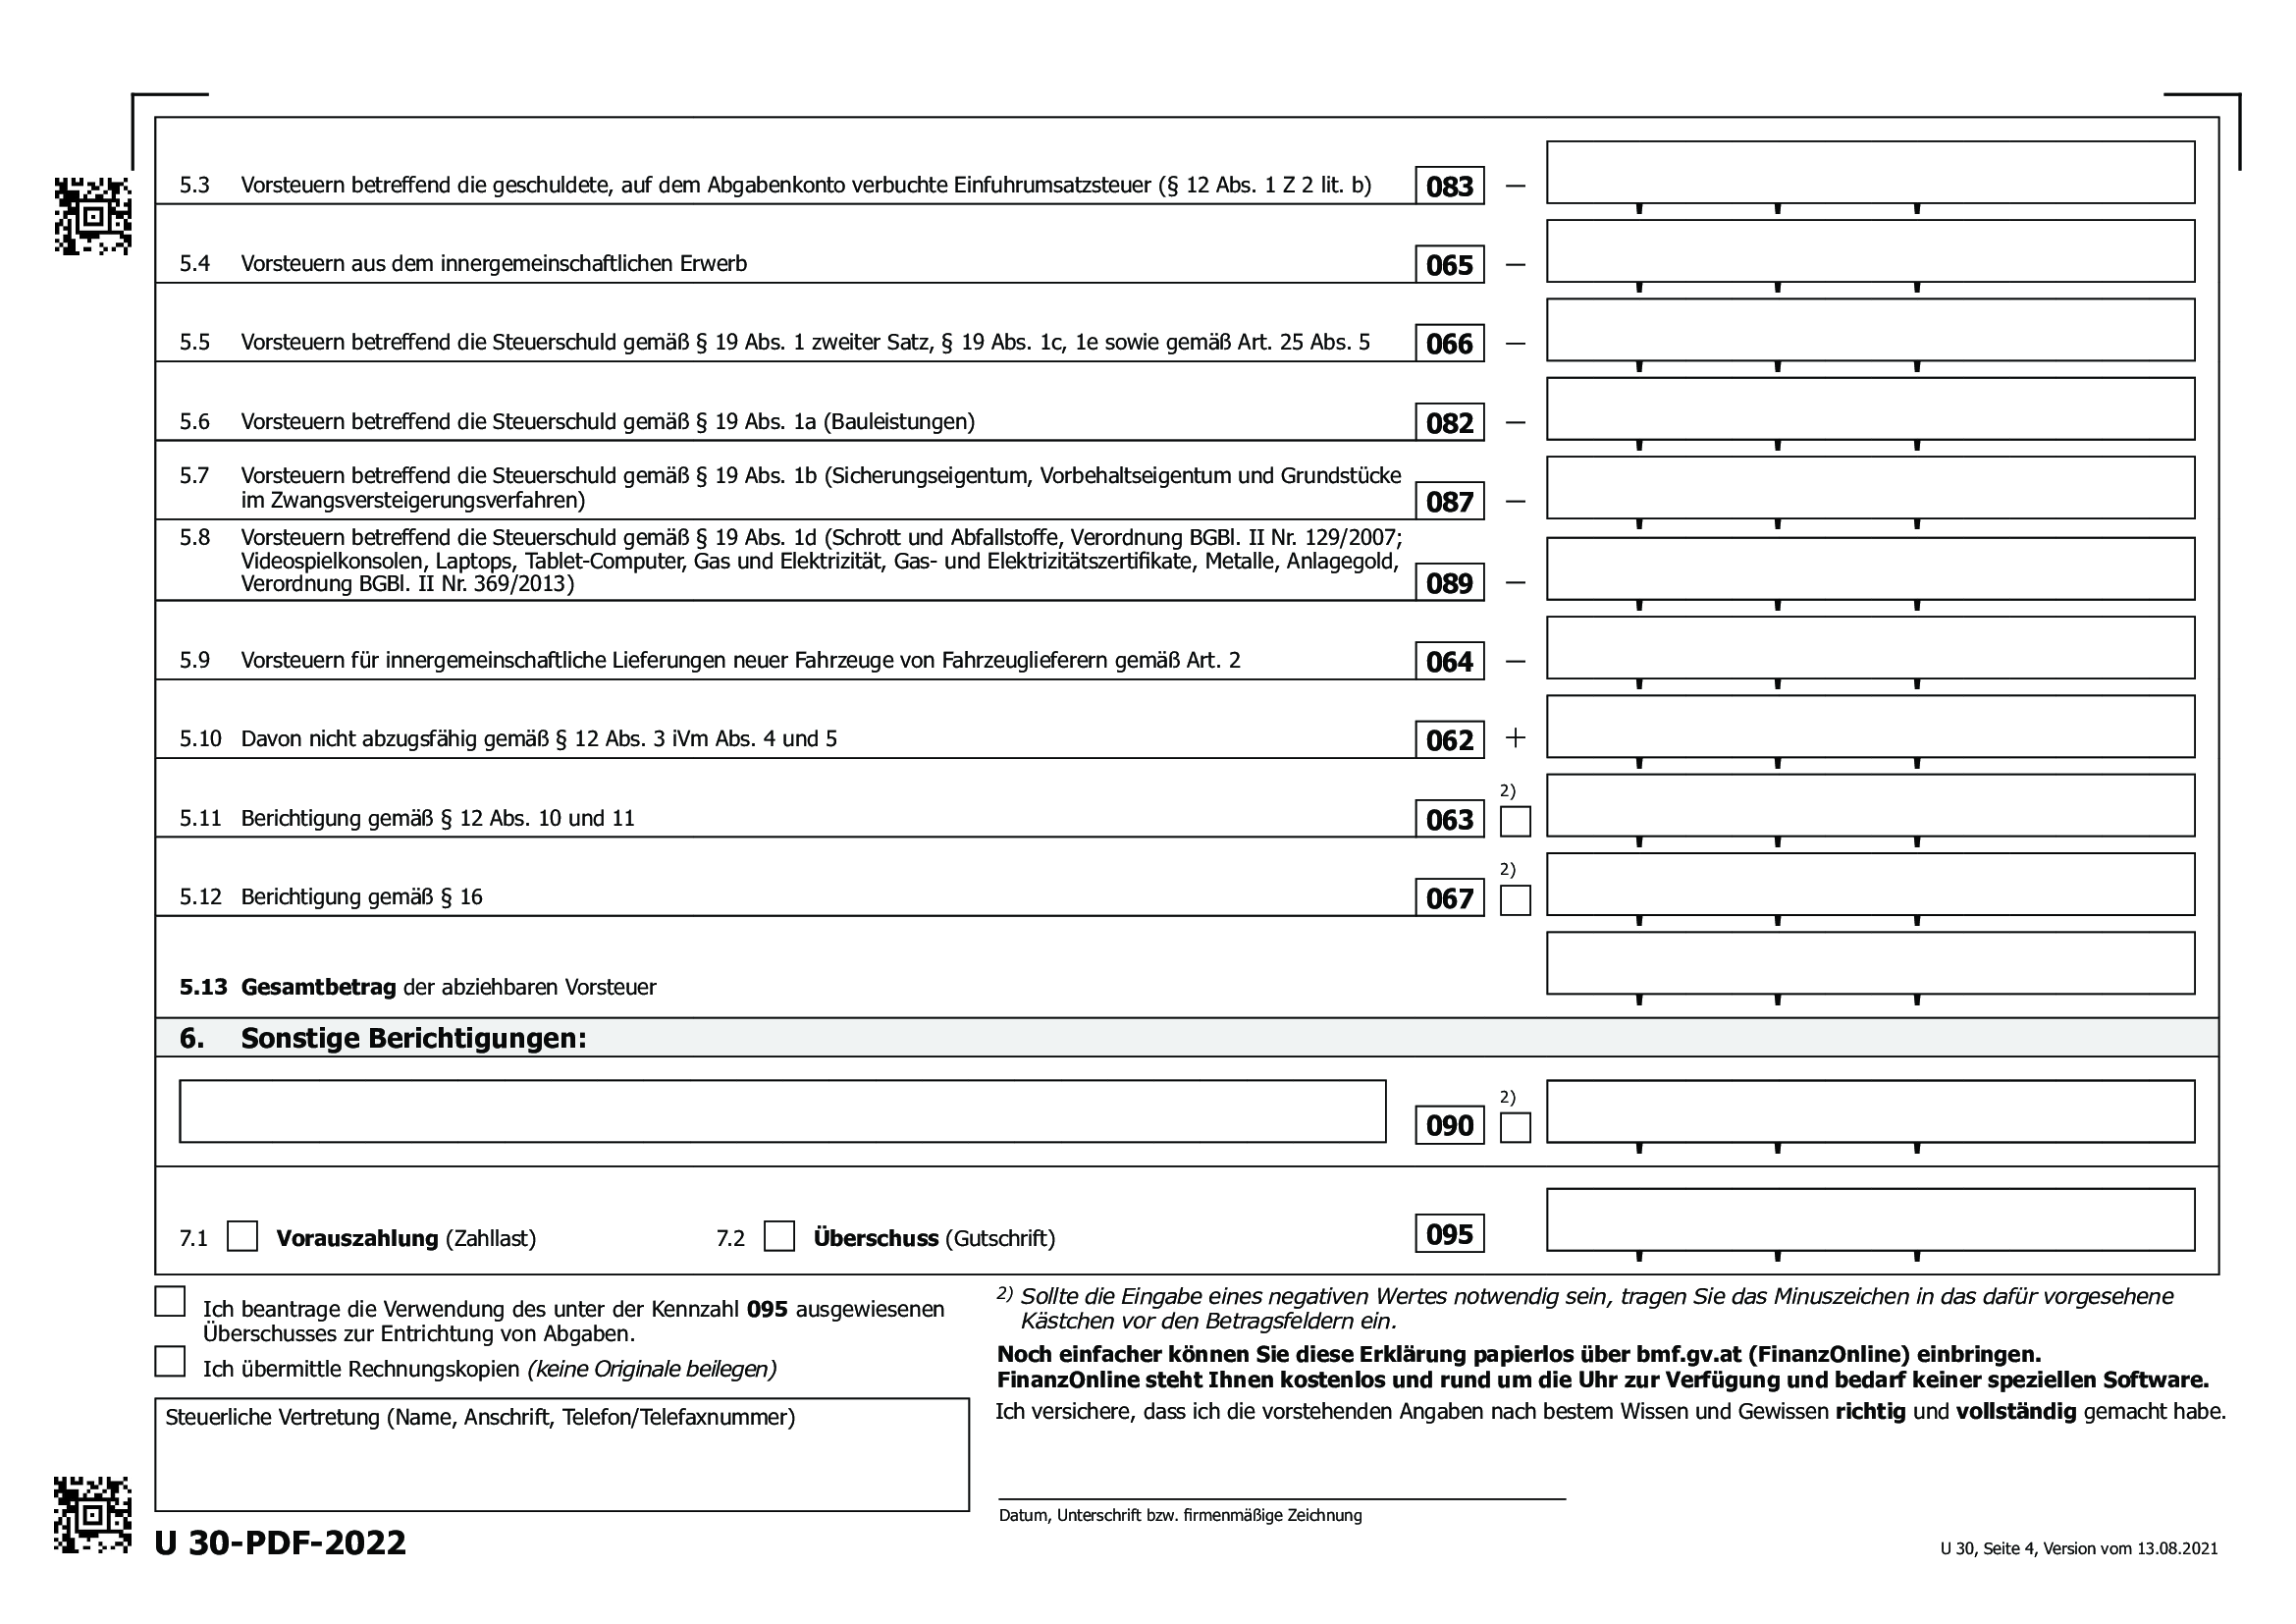 5.3 Vorsteuern betreffend die geschuldete, auf dem Abgabenkonto verbuchte Einfuhrumsatzsteuer (§ 12 Abs. 1 Z 2 lit. b) 083 –
5.4 Vorsteuern aus dem innergemeinschaftlichen Erwerb 065 –
5.5 Vorsteuern betreffend die Steuerschuld gemäß § 19 Abs. 1 zweiter Satz, § 19 Abs. 1c, 1e sowie gemäß Art. 25 Abs. 5 066 –
5.6 Vorsteuern betreffend die Steuerschuld gemäß § 19 Abs. 1a (Bauleistungen) 082 –
5.7 Vorsteuern betreffend die Steuerschuld gemäß § 19 Abs. 1b (Sicherungseigentum, Vorbehaltseigentum und Grundstücke
im Zwangsversteigerungsverfahren) 087 –
5.8 Vorsteuern betreffend die Steuerschuld gemäß § 19 Abs. 1d (Schrott und Abfallstoffe, Verordnung BGBl. II Nr. 129/2007;
Videospielkonsolen, Laptops, Tablet-Computer, Gas und Elektrizität, Gas- und Elektrizitätszertifikate, Metalle, Anlagegold,
Verordnung BGBl. II Nr. 369/2013) 089 –
5.9 Vorsteuern für innergemeinschaftliche Lieferungen neuer Fahrzeuge von Fahrzeuglieferern gemäß Art. 2 064 –
5.10 Davon nicht abzugsfähig gemäß § 12 Abs. 3 iVm Abs. 4 und 5 062 +
5.11 Berichtigung gemäß § 12 Abs. 10 und 11 063 2)
5.12 Berichtigung gemäß § 16 067 2)
5.13 Gesamtbetrag der abziehbaren Vorsteuer
6. Sonstige Berichtigungen:
090 2)
7.1 Vorauszahlung (Zahllast) 7.2 Überschuss (Gutschrift) 095
Ich beantrage die Verwendung des unter der Kennzahl 095 ausgewiesenen
Überschusses zur Entrichtung von Abgaben.
Ich übermittle Rechnungskopien (keine Originale beilegen)
Steuerliche Vertretung (Name, Anschrift, Telefon/Telefaxnummer)
2) Sollte die Eingabe eines negativen Wertes notwendig sein, tragen Sie das Minuszeichen in das dafür vorgesehene
Kästchen vor den Betragsfeldern ein.
Noch einfacher können Sie diese Erklärung papierlos über bmf.gv.at (FinanzOnline) einbringen.
FinanzOnline steht Ihnen kostenlos und rund um die Uhr zur Verfügung und bedarf keiner speziellen Software.
Ich versichere, dass ich die vorstehenden Angaben nach bestem Wissen und Gewissen richtig und vollständig gemacht habe.
Datum, Unterschrift bzw. firmenmäßige Zeichnung
U 30-PDF-2022
U 30, Seite 4, Version vom 13.08.2021